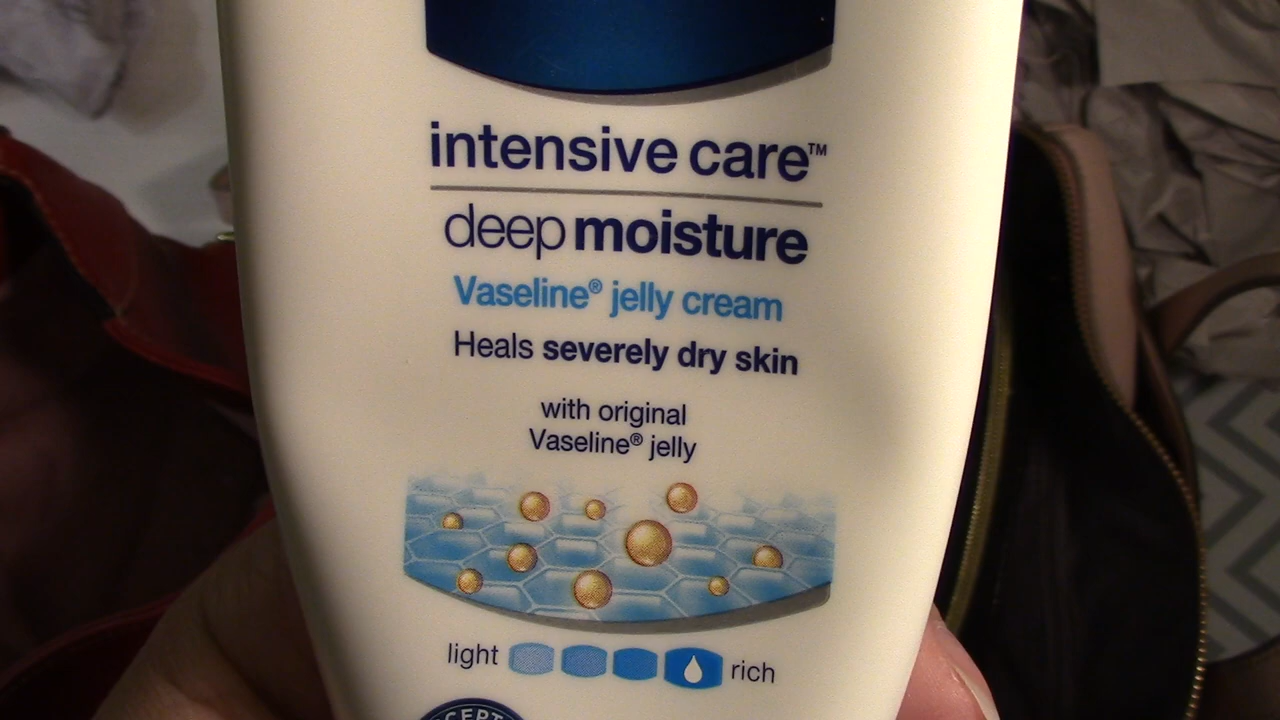 intensive care™
deep moisture
Vaseline® jelly cream
Heals severely dry skin
with original
Vaseline® jelly
light rich